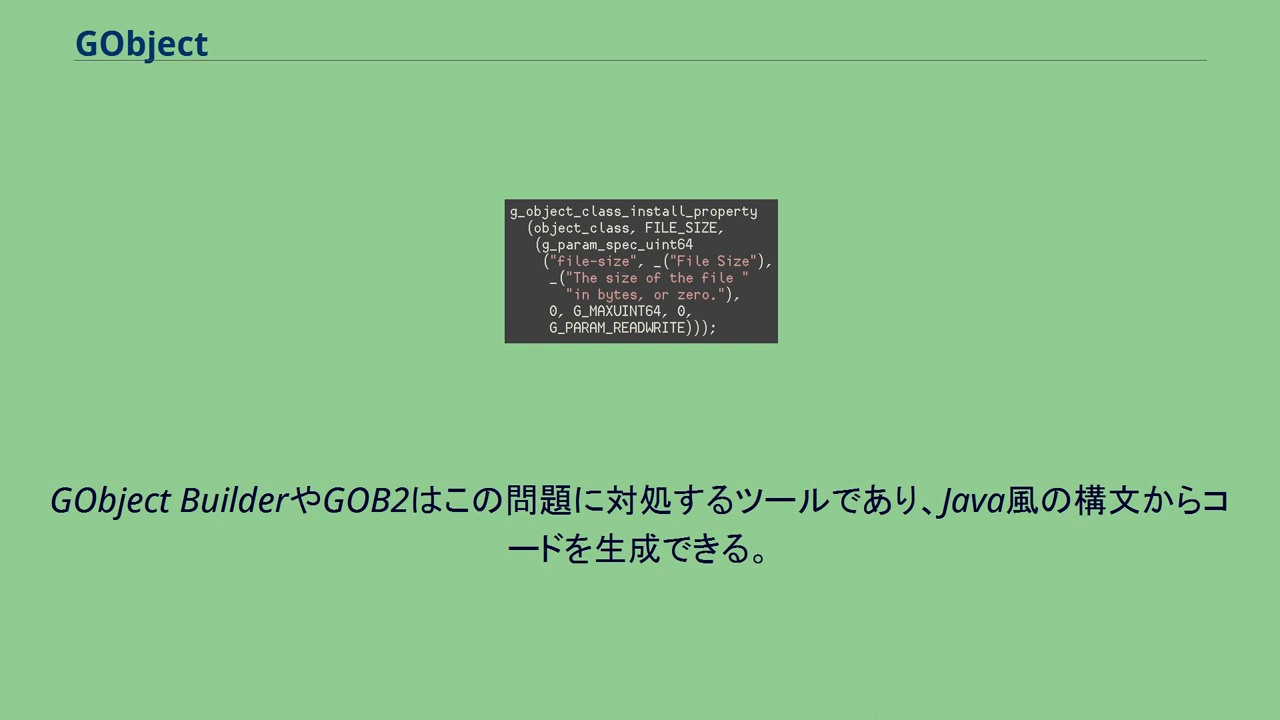 GObject
g_object_class_install_property
(object_class, FILE_SIZE,
(g_param_spec_uint64
("file-size", _("File Size"),
_("The size of the file "
"in bytes, or zero."),
0, G_MAXUINT64, 0,
G_PARAM_READWRITE)));
GObject BuilderやGOB2はこの問題に対処するツールであり、Java風の構文からコ
ードを生成できる。